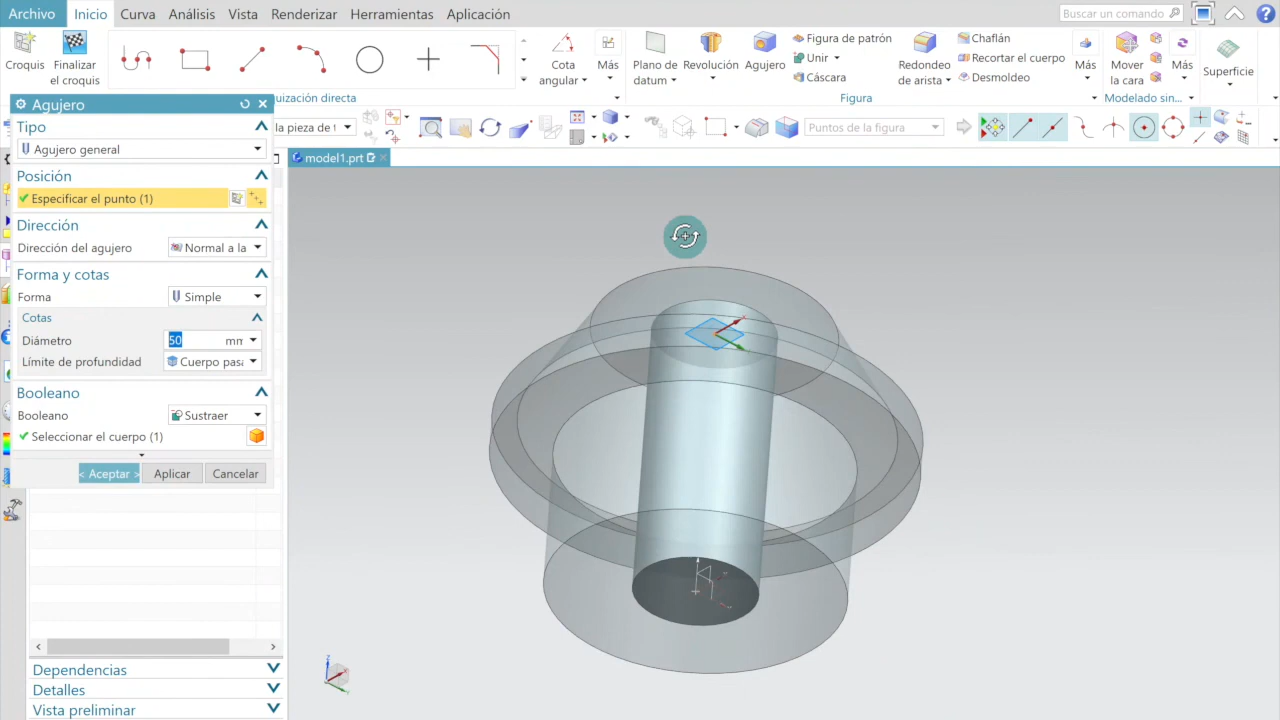 Archivo
Inicio
Curva
Análisis
Vista
Renderizar
Herramientas
Aplicación
Buscar un comando
Croquis
Finalizar
el croquis
Cota
angular
Más
Plano de
datum
Revolución
Agujero
Figura de patrón
Unir
Cáscara
Redondeo
de arista
Chaflán
Recortar el cuerpo
Desmoldeo
Más
Mover
la cara
Más
Superficie
Figura
Modelado sin...
Agujero
Tipo
Agujero general
Posición
Especificar el punto (1)
Dirección
Dirección del agujero
Normal a la
Forma y cotas
Forma
Simple
Cotas
Diámetro
50
mm
Límite de profundidad
Cuerpo pas
Booleano
Booleano
Sustraer
Seleccionar el cuerpo (1)
< Aceptar >
Aplicar
Cancelar
la pieza de
Puntos de la figura
model1.prt
Dependencias
Detalles
Vista preliminar